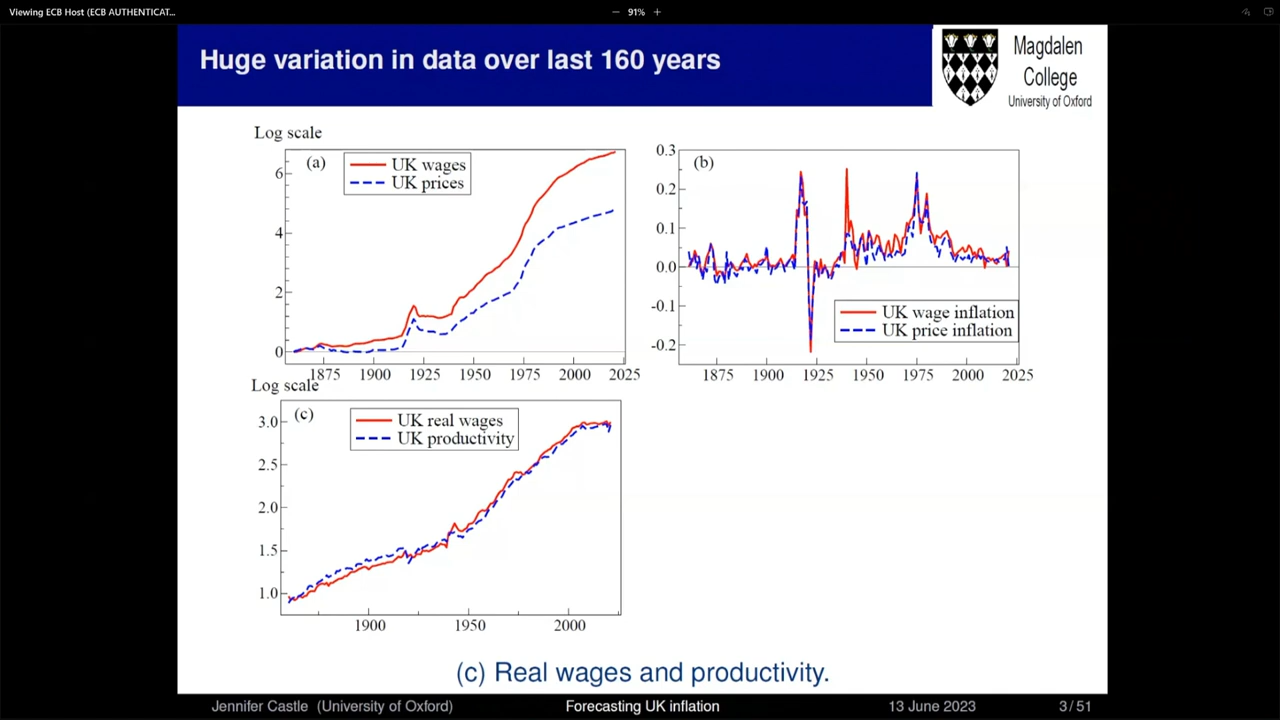 Viewing ECB Host (ECB AUTHENTICAT...
91%
Huge variation in data over last 160 years
Magdalen
College
University of Oxford
Log scale
(a)
UK wages
UK prices
6
4
2
0
1875 1900 1925 1950 1975 2000 2025
(b)
0.3
0.2
0.1
0.0
-0.1
-0.2
UK wage inflation
UK price inflation
1875 1900 1925 1950 1975 2000 2025
Log scale
(c)
UK real wages
UK productivity
3.0
2.5
2.0
1.5
1.0
1900 1950 2000
(c) Real wages and productivity.
Jennifer Castle (University of Oxford) Forecasting UK inflation 13 June 2023 3 / 51